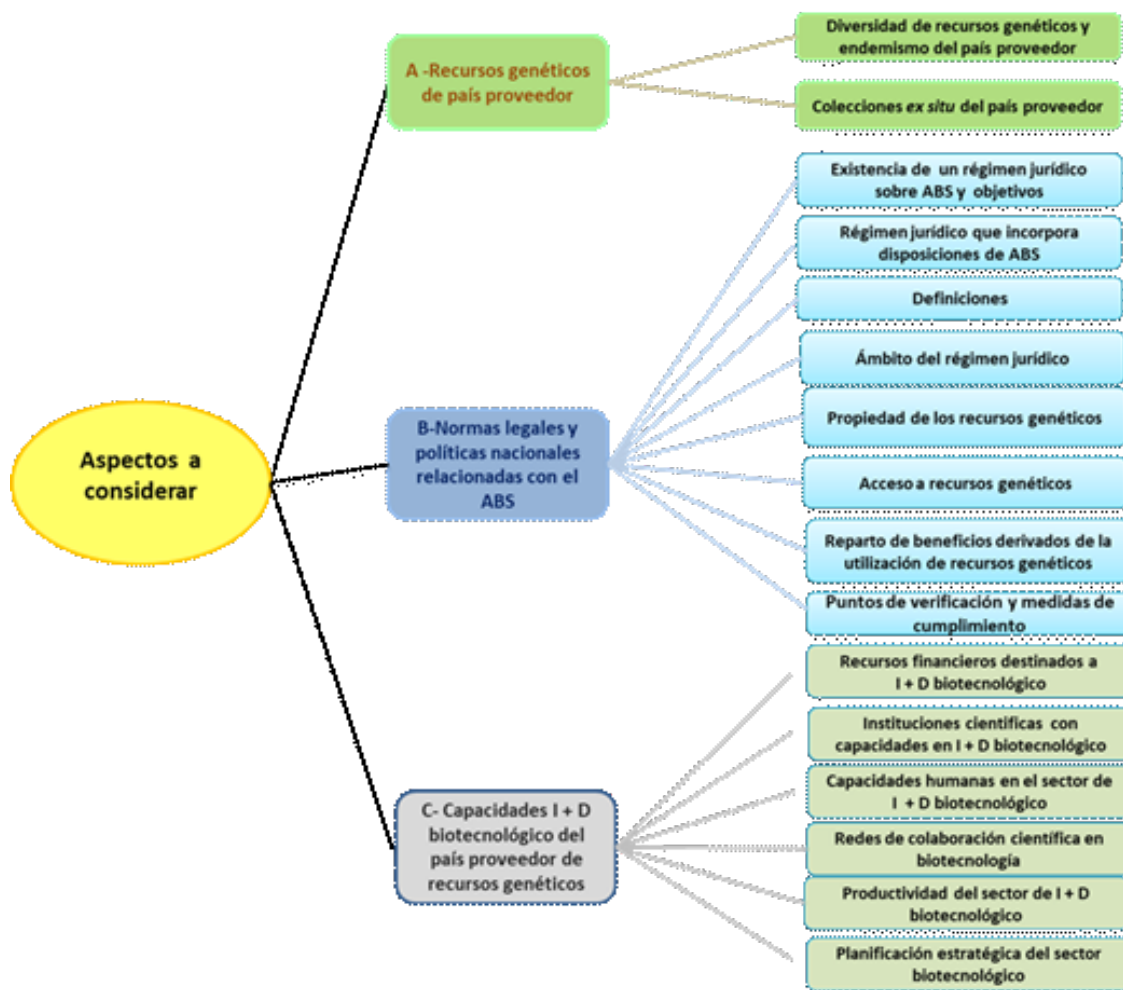 Aspectos a
considerar
A -Recursos genéticos
de país proveedor
Diversidad de recursos genéticos y
endemismo del país proveedor
Colecciones ex situ del país proveedor
B-Normas legales y
políticas nacionales
relacionadas con el
ABS
Existencia de un régimen jurídico
sobre ABS y objetivos
Régimen jurídico que incorpora
disposiciones de ABS
Definiciones
Ámbito del régimen jurídico
Propiedad de los recursos genéticos
Acceso a recursos genéticos
Reparto de beneficios derivados de la
utilización de recursos genéticos
Puntos de verificación y medidas de
cumplimiento
C- Capacidades I + D
biotecnológico del
país proveedor de
recursos genéticos
Recursos financieros destinados a
I + D biotecnológico
Instituciones científicas con
capacidades en I + D biotecnológico
Capacidades humanas en el sector de
I + D biotecnológico
Redes de colaboración científica en
biotecnología
Productividad del sector de I + D
biotecnológico
Planificación estratégica del sector
biotecnológico